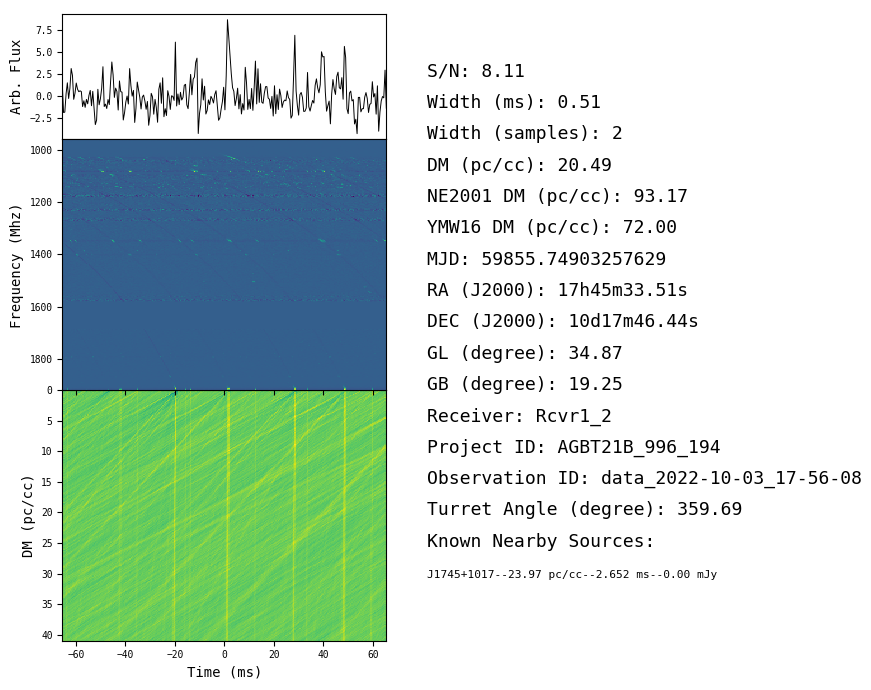 7.5
5.0
2.5
0.0
−2.5
Arb. Flux
1000
1200
1400
1600
1800
Frequency (Mhz)
0
5
10
15
20
25
30
35
40
DM (pc/cc)
−60 −40 −20 0 20 40 60
Time (ms)
S/N: 8.11
Width (ms): 0.51
Width (samples): 2
DM (pc/cc): 20.49
NE2001 DM (pc/cc): 93.17
YMW16 DM (pc/cc): 72.00
MJD: 59855.74903257629
RA (J2000): 17h45m33.51s
DEC (J2000): 10d17m46.44s
GL (degree): 34.87
GB (degree): 19.25
Receiver: Rcvr1_2
Project ID: AGBT21B_996_194
Observation ID: data_2022-10-03_17-56-08
Turret Angle (degree): 359.69
Known Nearby Sources:
J1745+1017--23.97 pc/cc--2.652 ms--0.00 mJy